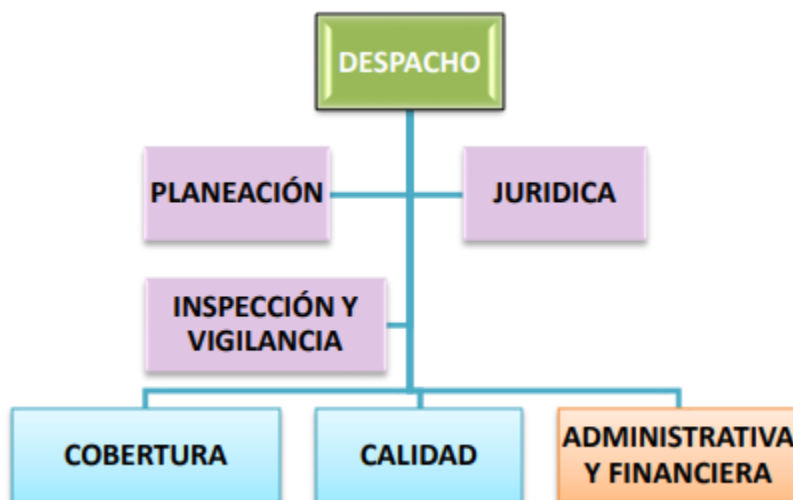 DESPACHO
PLANEACIÓN
JURIDICA
INSPECCIÓN Y
VIGILANCIA
COBERTURA
CALIDAD
ADMINISTRATIVA
Y FINANCIERA